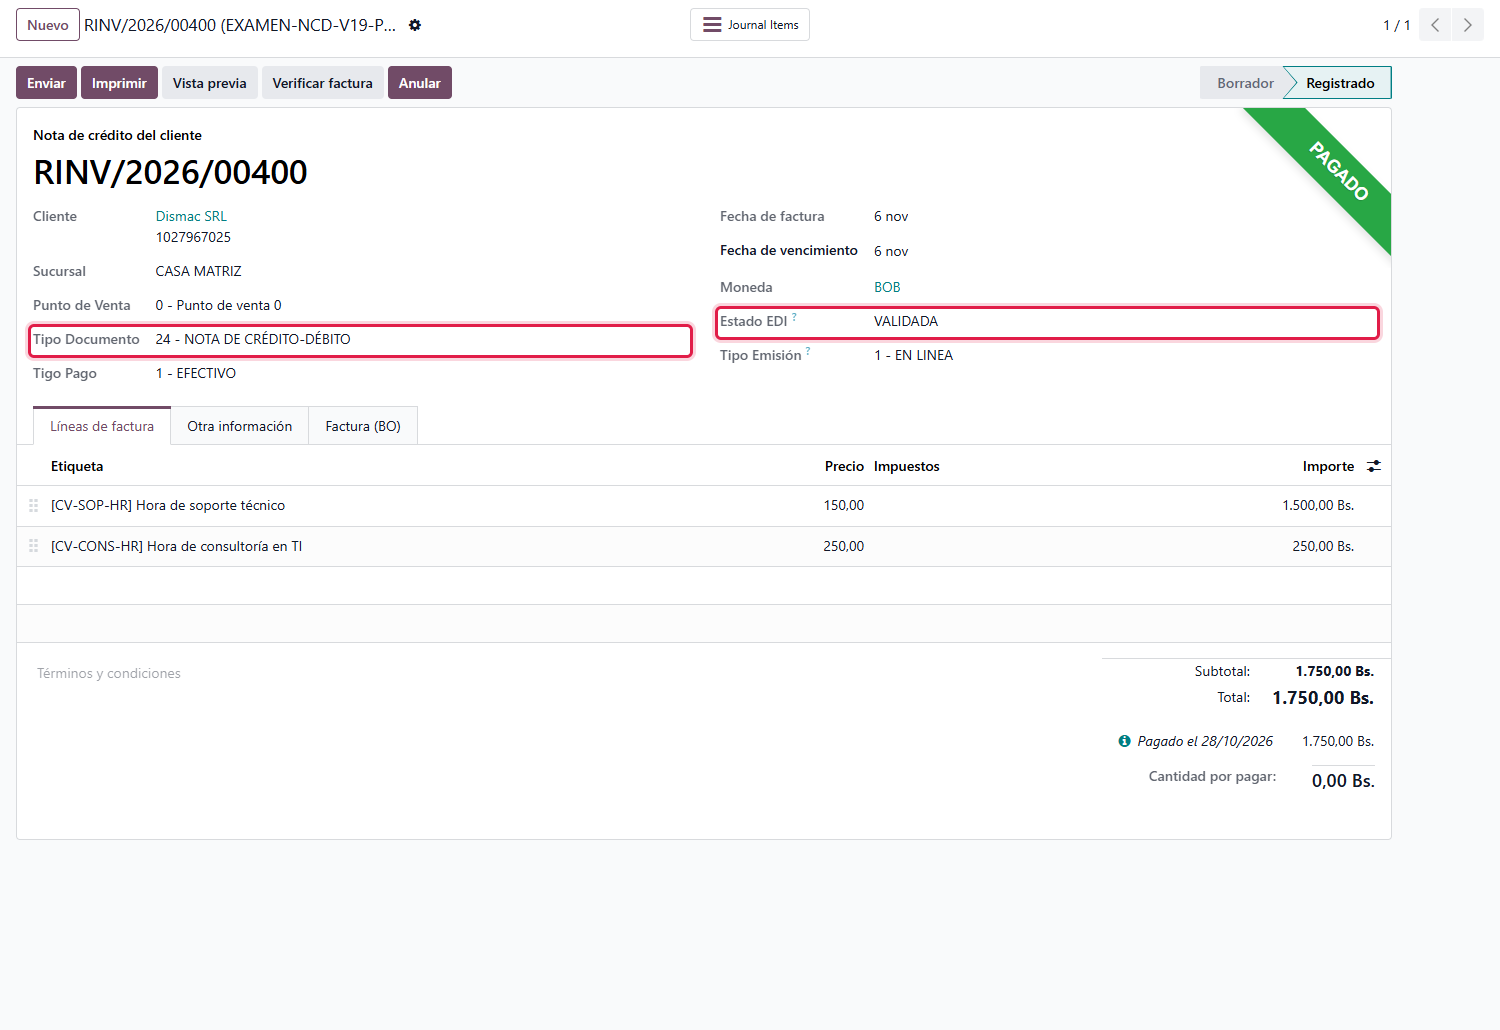 Nuevo RINV/2026/00400 (EXAMEN-NCD-V19-P... Journal Items 1 / 1
Enviar Imprimir Vista previa Verificar factura Anular Borrador Registrado
PAGADO
Nota de crédito del cliente
RINV/2026/00400
Cliente Dismac SRL
1027967025
Sucursal CASA MATRIZ
Punto de Venta 0 - Punto de venta 0
Tipo Documento 24 - NOTA DE CRÉDITO-DÉBITO
Tigo Pago 1 - EFECTIVO
Fecha de factura 6 nov
Fecha de vencimiento 6 nov
Moneda BOB
Estado EDI ? VALIDADA
Tipo Emisión ? 1 - EN LINEA
Líneas de factura Otra información Factura (BO)
Etiqueta Precio Impuestos Importe
[CV-SOP-HR] Hora de soporte técnico 150,00 1.500,00 Bs.
[CV-CONS-HR] Hora de consultoría en TI 250,00 250,00 Bs.
Términos y condiciones
Subtotal: 1.750,00 Bs.
Total: 1.750,00 Bs.
Pagado el 28/10/2026 1.750,00 Bs.
Cantidad por pagar: 0,00 Bs.